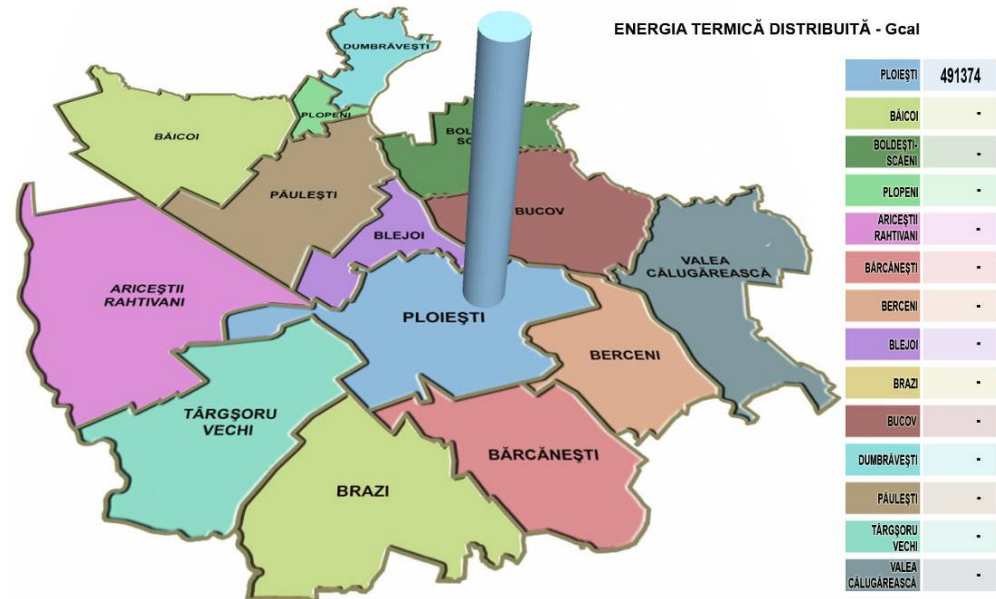 ENERGIA TERMICĂ DISTRIBUITĂ - Gcal
DUMBRĂVEŞTI
PLOPENI
BĂICOI
PĂULEŞTI
BUCOV
BLEJOI
VALEA
CĂLUGĂREASCĂ
ARICEŞTII
RAHTIVANI
PLOIEŞTI
BERCENI
TÂRGŞORU
VECHI
BĂRCĂNEŞTI
BRAZI
PLOIEŞTI 491374
BĂICOI -
BOLDEŞTI-
SCĂENI -
PLOPENI -
ARICEŞTII
RAHTIVANI -
BĂRCĂNEŞTI -
BERCENI -
BLEJOI -
BRAZI -
BUCOV -
DUMBRĂVEŞTI -
PĂULEŞTI -
TÂRGŞORU
VECHI -
VALEA
CĂLUGĂREASCĂ -